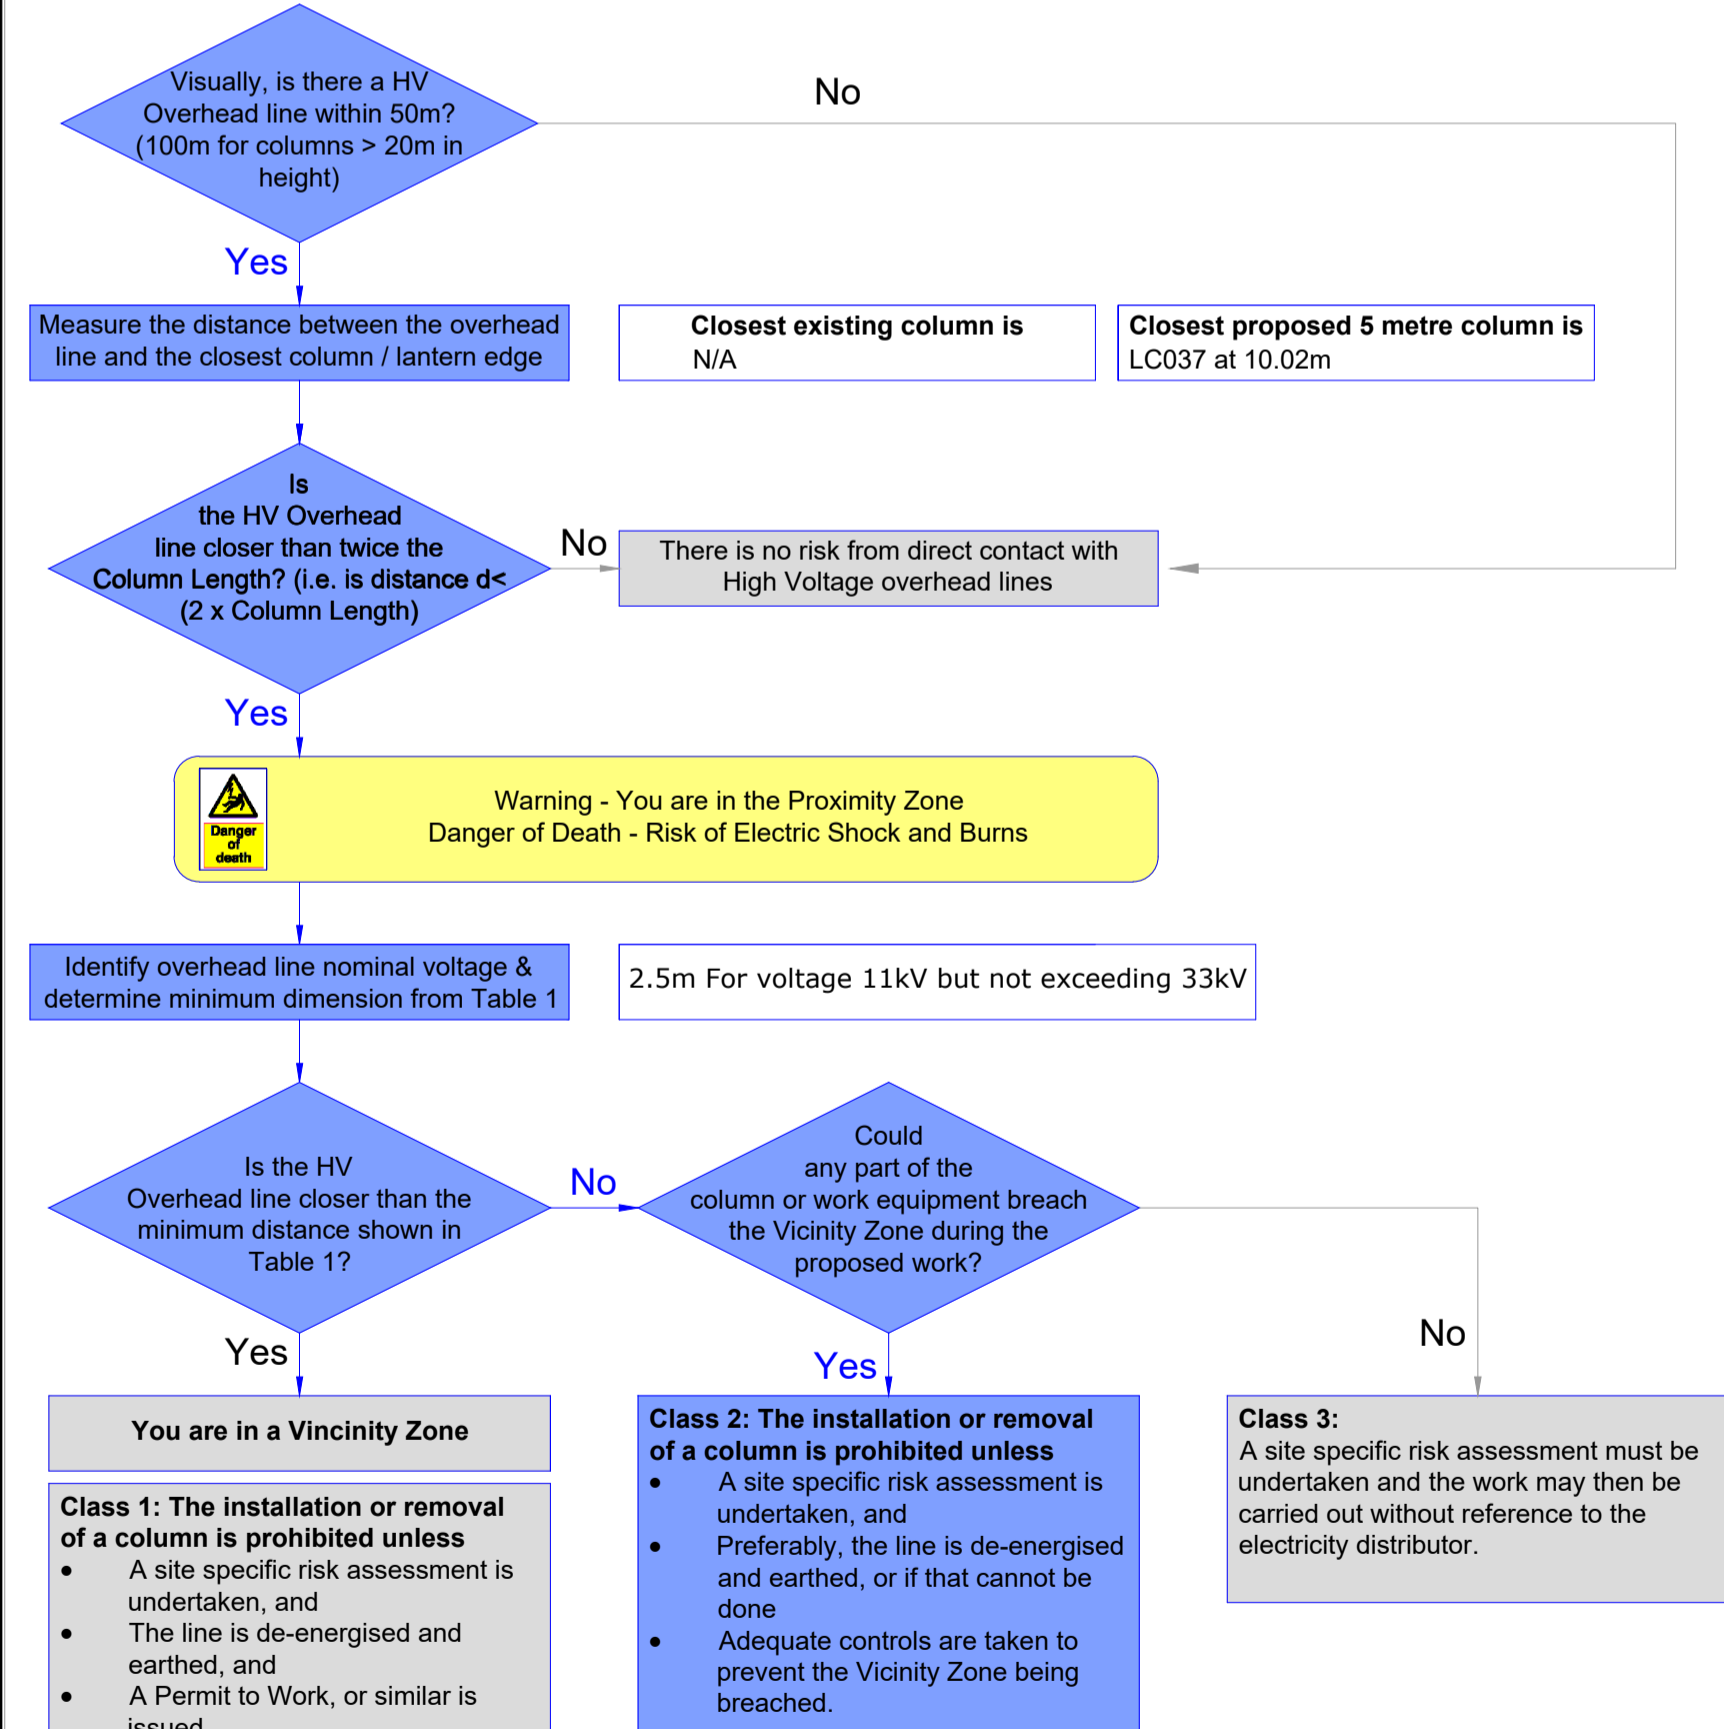 Visually, is there a HV
Overhead line within 50m?
(100m for columns > 20m in
height)
No
Yes
Measure the distance between the overhead
line and the closest column / lantern edge
Closest existing column is
N/A
Closest proposed 5 metre column is
LC037 at 10.02m
Is
the HV Overhead
line closer than twice the
Column Length? (i.e. is distance d<
(2 x Column Length)
No
There is no risk from direct contact with
High Voltage overhead lines
Yes
Danger
of
death
Warning - You are in the Proximity Zone
Danger of Death - Risk of Electric Shock and Burns
Identify overhead line nominal voltage &
determine minimum dimension from Table 1
2.5m For voltage 11kV but not exceeding 33kV
Is the HV
Overhead line closer than the
minimum distance shown in
Table 1?
No
Could
any part of the
column or work equipment breach
the Vicinity Zone during the
proposed work?
Yes
Yes
No
You are in a Vincinity Zone
Class 1: The installation or removal
of a column is prohibited unless
• A site specific risk assessment is
undertaken, and
• The line is de-energised and
earthed, and
• A Permit to Work, or similar is
issued
Class 2: The installation or removal
of a column is prohibited unless
• A site specific risk assessment is
undertaken, and
• Preferably, the line is de-energised
and earthed, or if that cannot be
done
• Adequate controls are taken to
prevent the Vicinity Zone being
breached.
Class 3:
A site specific risk assessment must be
undertaken and the work may then be
carried out without reference to the
electricity distributor.